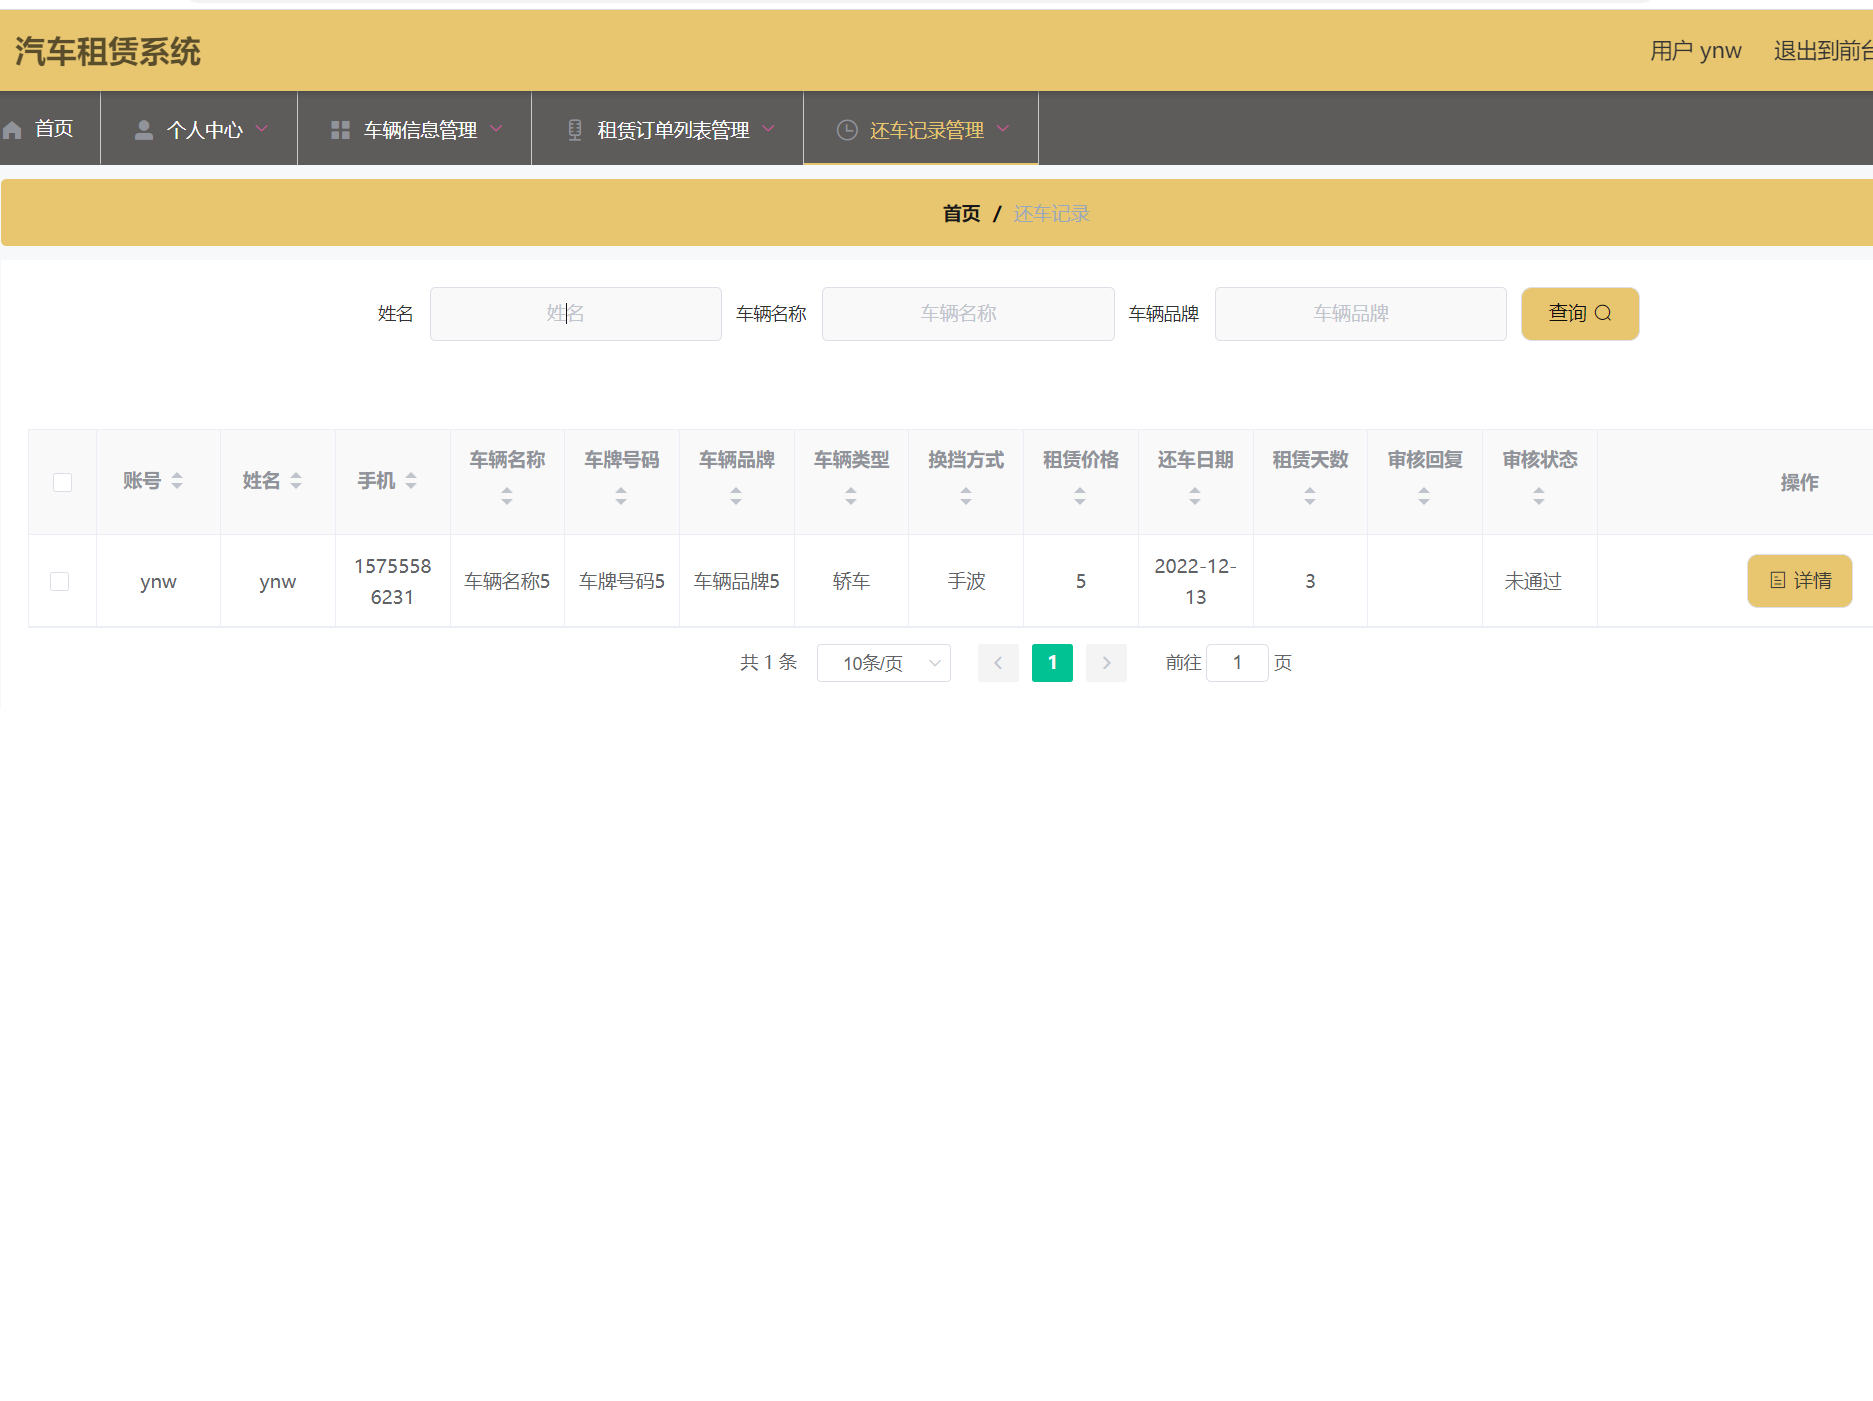 汽车租赁系统
用户 ynw 退出到前台
首页 个人中心 车辆信息管理 租赁订单列表管理 还车记录管理
首页 / 还车记录
姓名 姓名 车辆名称 车辆名称 车辆品牌 车辆品牌 查询
账号 姓名 手机 车辆名称 车牌号码 车辆品牌 车辆类型 换挡方式 租赁价格 还车日期 租赁天数 审核回复 审核状态 操作
ynw ynw 1575558 车辆名称5 车牌号码5 车辆品牌5 轿车 手波 5 2022-12- 3 未通过 详情
6231 13
共 1 条 10条/页 1 前往 1 页